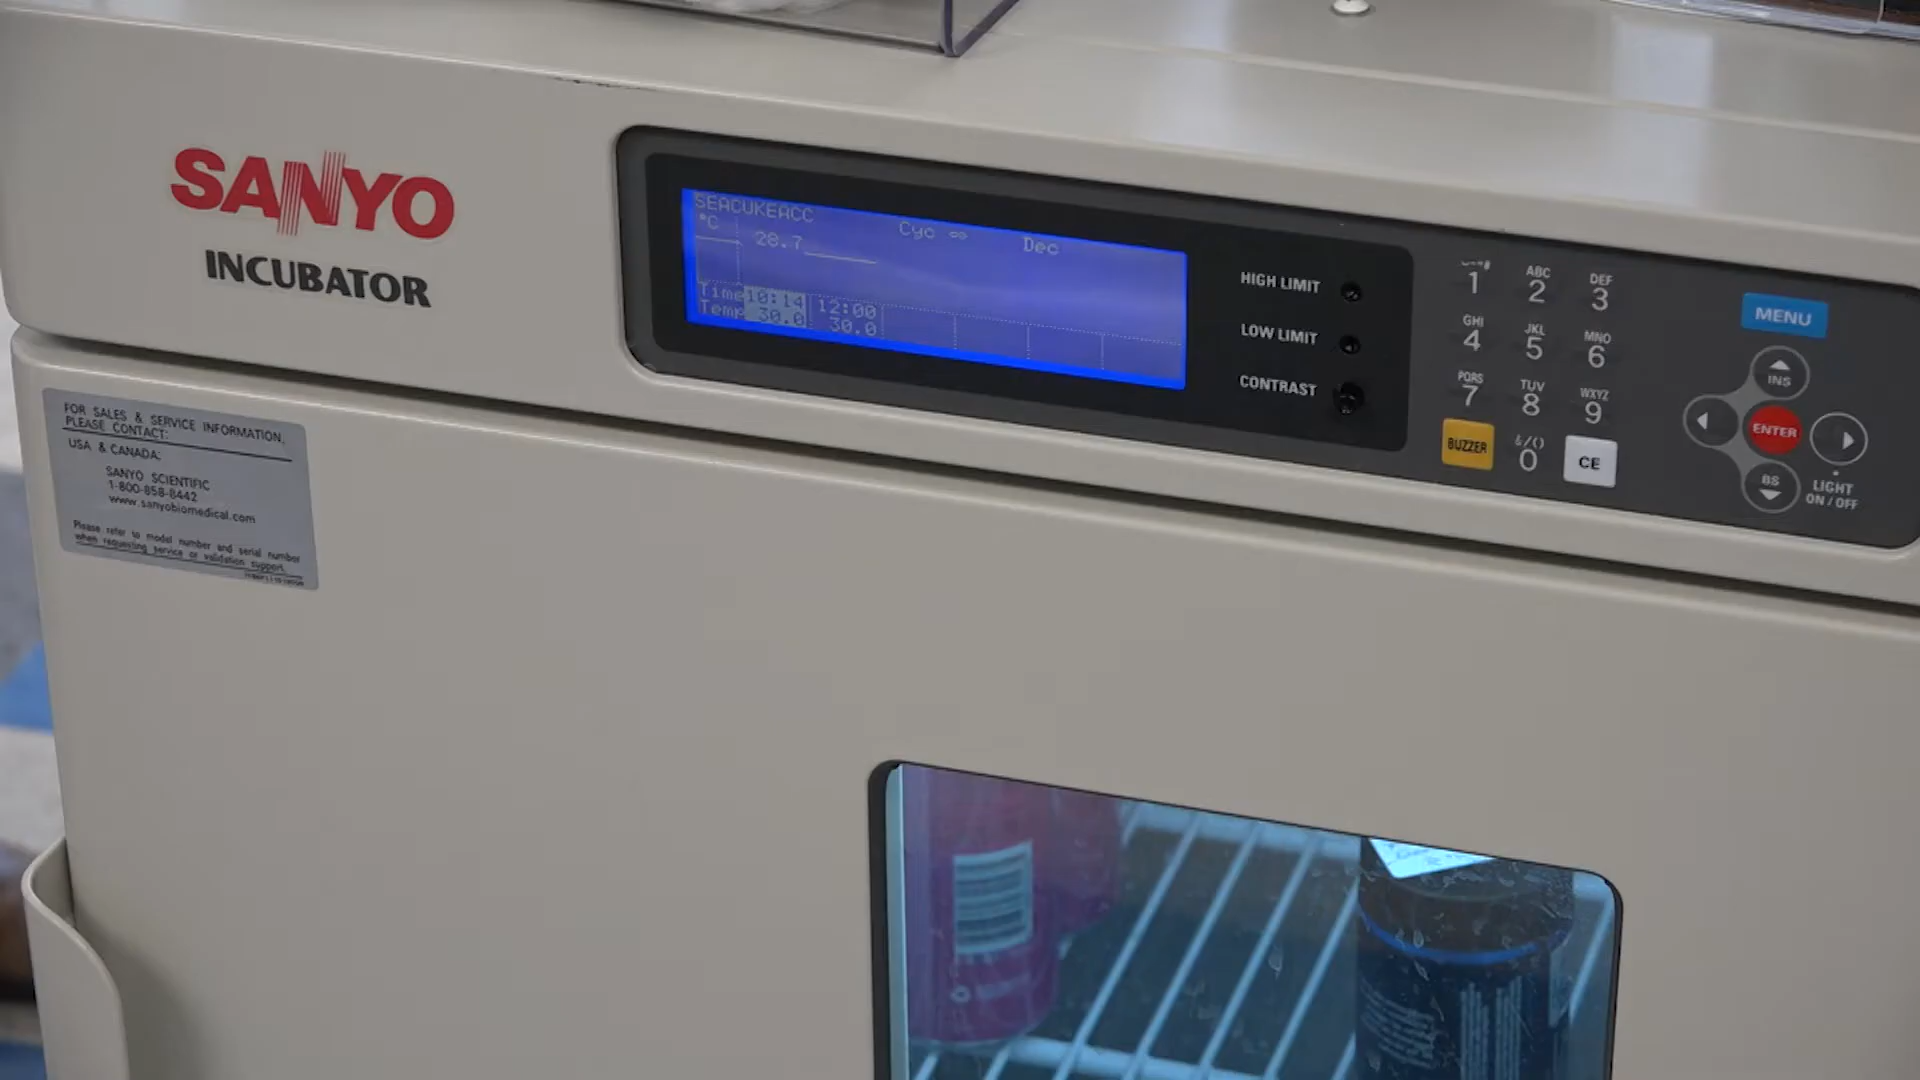 SANYO
INCUBATOR
SEACUKEACC
°C 28.7 Cyc ∞ Dec
Time 10:14 12:00
Temp 30.0 30.0
HIGH LIMIT
LOW LIMIT
CONTRAST
1
ABC
2
DEF
3
GHI
4
JKL
5
MNO
6
PQRS
7
TUV
8
WXYZ
9
BUZZER
&/()
0
CE
MENU
INS
ENTER
BS
LIGHT
ON / OFF
FOR SALES & SERVICE INFORMATION,
PLEASE CONTACT:
USA & CANADA:
SANYO SCIENTIFIC
1-800-858-8442
www.sanyobiomedical.com
Please refer to model number and serial number
when requesting service or validation support.